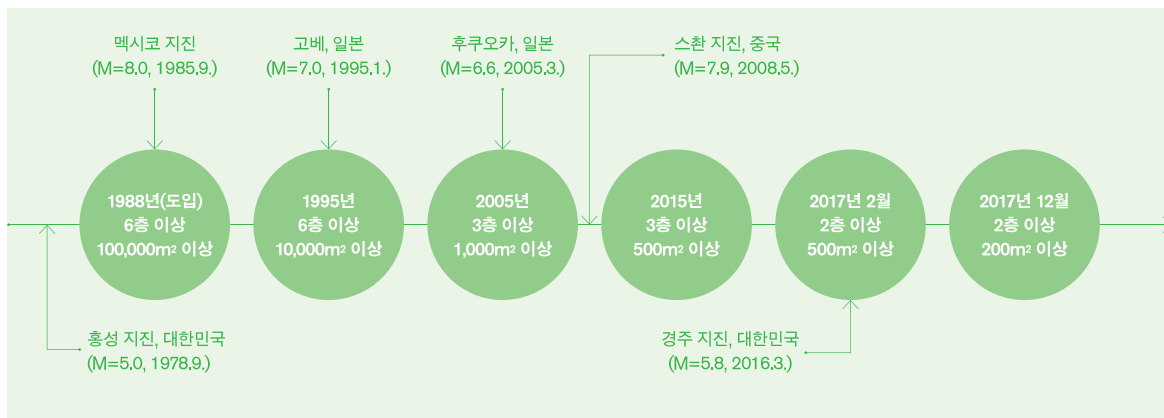 멕시코 지진
(M=8.0, 1985.9.)
고베, 일본
(M=7.0, 1995.1.)
후쿠오카, 일본
(M=6.6, 2005.3.)
스촨 지진, 중국
(M=7.9, 2008.5.)
1988년(도입)
6층 이상
100,000m² 이상
1995년
6층 이상
10,000m² 이상
2005년
3층 이상
1,000m² 이상
2015년
3층 이상
500m² 이상
2017년 2월
2층 이상
500m² 이상
2017년 12월
2층 이상
200m² 이상
홍성 지진, 대한민국
(M=5.0, 1978.9.)
경주 지진, 대한민국
(M=5.8, 2016.3.)